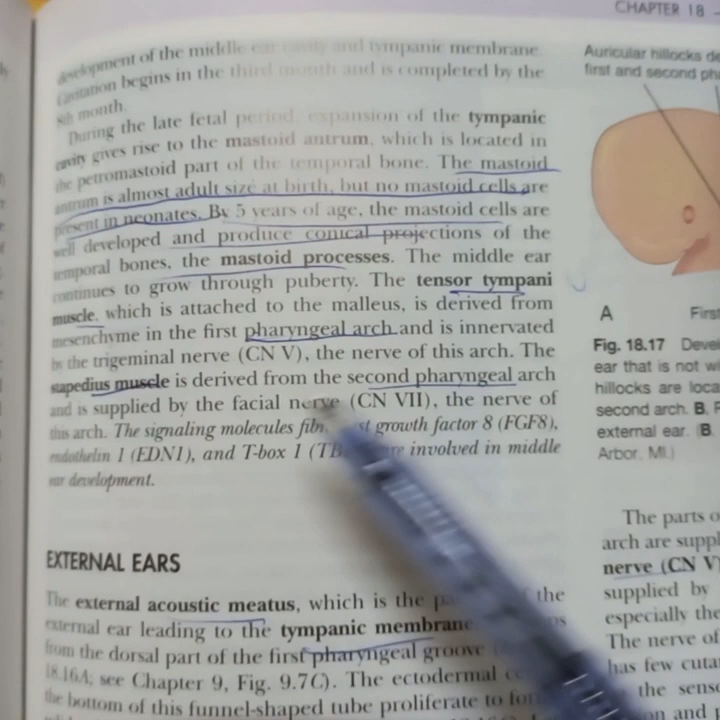 CHAPTER 18 –
development of the middle ear cavity and tympanic membrane.
Cavitation begins in the third month and is completed by the
8th month.
During the late fetal period, expansion of the tympanic
cavity gives rise to the mastoid antrum, which is located in
the petromastoid part of the temporal bone. The mastoid
antrum is almost adult size at birth, but no mastoid cells are
present in neonates. By 5 years of age, the mastoid cells are
well developed and produce conical projections of the
temporal bones, the mastoid processes. The middle ear
continues to grow through puberty. The tensor tympani
muscle, which is attached to the malleus, is derived from
mesenchyme in the first pharyngeal arch and is innervated
by the trigeminal nerve (CN V), the nerve of this arch. The
stapedius muscle is derived from the second pharyngeal arch
and is supplied by the facial nerve (CN VII), the nerve of
this arch. The signaling molecules growth factor 8 (FGF8),
endothelin 1 (EDN1), and T-box 1 are involved in middle
ear development.
EXTERNAL EARS
The external acoustic meatus, which is the the
external ear leading to the tympanic membrane
from the dorsal part of the first pharyngeal groove
18.16A; see Chapter 9, Fig. 9.7C). The ectodermal
the bottom of this funnel-shaped tube proliferate to
Auricular hillocks
first and second
A First
Fig. 18.17
ear that is not
hillocks are
second arch. B.
external ear. (B,
Arbor, MI.)
The parts
arch are
nerve (CN V
supplied by
especially the
The nerve of
has few
the
and